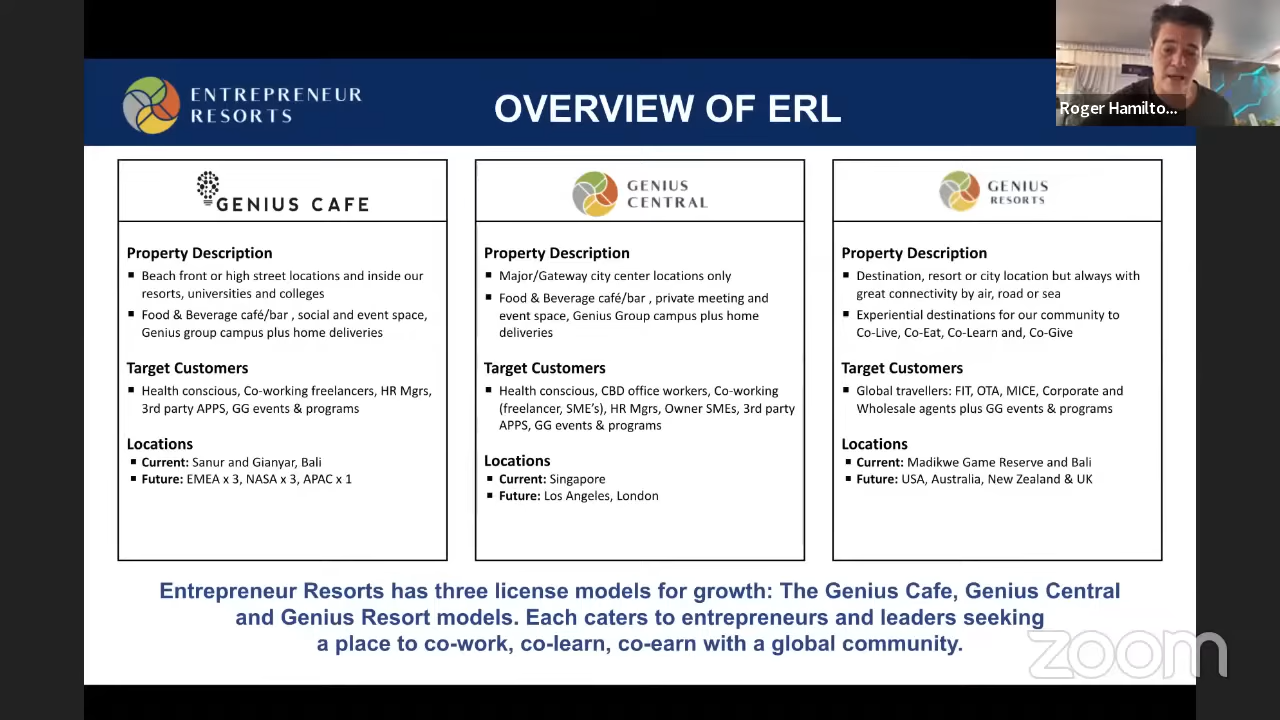 ENTREPRENEUR
RESORTS
OVERVIEW OF ERL
Roger Hamilto...
GENIUS CAFE
Property Description
▪ Beach front or high street locations and inside our
resorts, universities and colleges
▪ Food & Beverage café/bar , social and event space,
Genius group campus plus home deliveries
Target Customers
▪ Health conscious, Co-working freelancers, HR Mgrs,
3rd party APPS, GG events & programs
Locations
▪ Current: Sanur and Gianyar, Bali
▪ Future: EMEA x 3, NASA x 3, APAC x 1
GENIUS
CENTRAL
Property Description
▪ Major/Gateway city center locations only
▪ Food & Beverage café/bar , private meeting and
event space, Genius Group campus plus home
deliveries
Target Customers
▪ Health conscious, CBD office workers, Co-working
(freelancer, SME's), HR Mgrs, Owner SMEs, 3rd party
APPS, GG events & programs
Locations
▪ Current: Singapore
▪ Future: Los Angeles, London
GENIUS
RESORTS
Property Description
▪ Destination, resort or city location but always with
great connectivity by air, road or sea
▪ Experiential destinations for our community to
Co-Live, Co-Eat, Co-Learn and, Co-Give
Target Customers
▪ Global travellers: FIT, OTA, MICE, Corporate and
Wholesale agents plus GG events & programs
Locations
▪ Current: Madikwe Game Reserve and Bali
▪ Future: USA, Australia, New Zealand & UK
Entrepreneur Resorts has three license models for growth: The Genius Cafe, Genius Central
and Genius Resort models. Each caters to entrepreneurs and leaders seeking
a place to co-work, co-learn, co-earn with a global community.
zoom